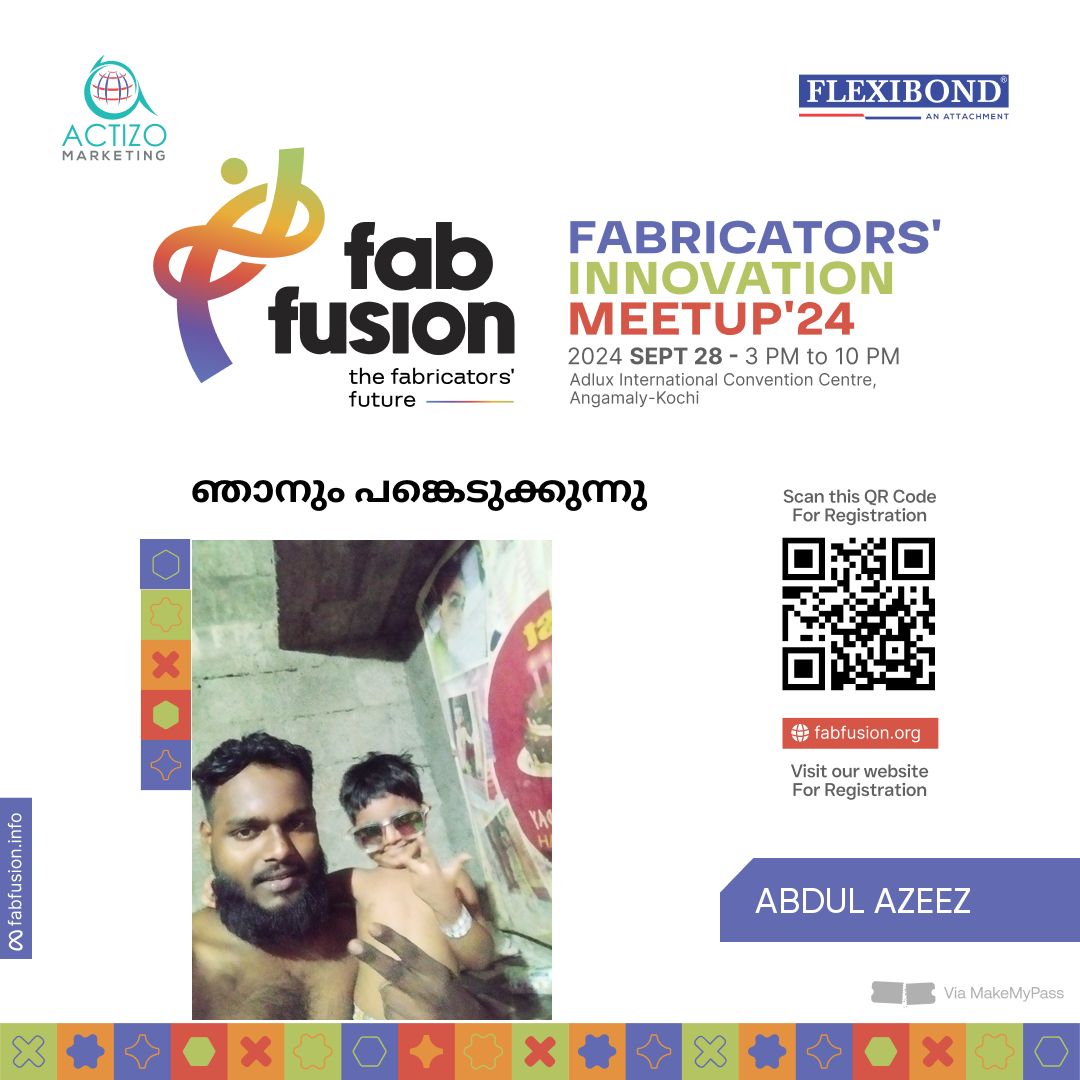 ACTIZO
MARKETING
FLEXIBOND®
AN ATTACHMENT
fab
fusion
the fabricators'
future
FABRICATORS'
INNOVATION
MEETUP'24
2024 SEPT 28 - 3 PM to 10 PM
Adlux International Convention Centre,
Angamaly-Kochi
ഞാനും പങ്കെടുക്കുന്നു
Scan this QR Code
For Registration
fabfusion.org
Visit our website
For Registration
fabfusion.info
ABDUL AZEEZ
Via MakeMyPass